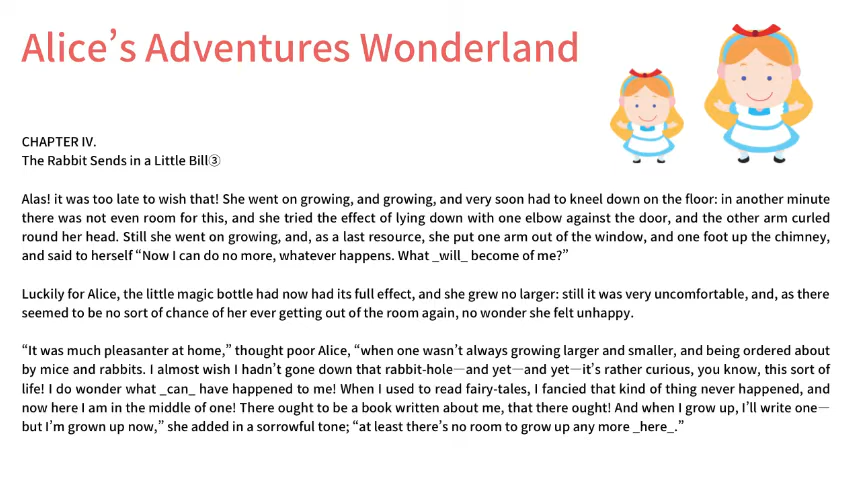 Alice’s Adventures Wonderland
CHAPTER IV.
The Rabbit Sends in a Little Bill③
Alas! it was too late to wish that! She went on growing, and growing, and very soon had to kneel down on the floor: in another minute
there was not even room for this, and she tried the effect of lying down with one elbow against the door, and the other arm curled
round her head. Still she went on growing, and, as a last resource, she put one arm out of the window, and one foot up the chimney,
and said to herself “Now I can do no more, whatever happens. What _will_ become of me?”
Luckily for Alice, the little magic bottle had now had its full effect, and she grew no larger: still it was very uncomfortable, and, as there
seemed to be no sort of chance of her ever getting out of the room again, no wonder she felt unhappy.
“It was much pleasanter at home,” thought poor Alice, “when one wasn’t always growing larger and smaller, and being ordered about
by mice and rabbits. I almost wish I hadn’t gone down that rabbit-hole—and yet—and yet—it’s rather curious, you know, this sort of
life! I do wonder what _can_ have happened to me! When I used to read fairy-tales, I fancied that kind of thing never happened, and
now here I am in the middle of one! There ought to be a book written about me, that there ought! And when I grow up, I’ll write one—
but I’m grown up now,” she added in a sorrowful tone; “at least there’s no room to grow up any more _here_.”